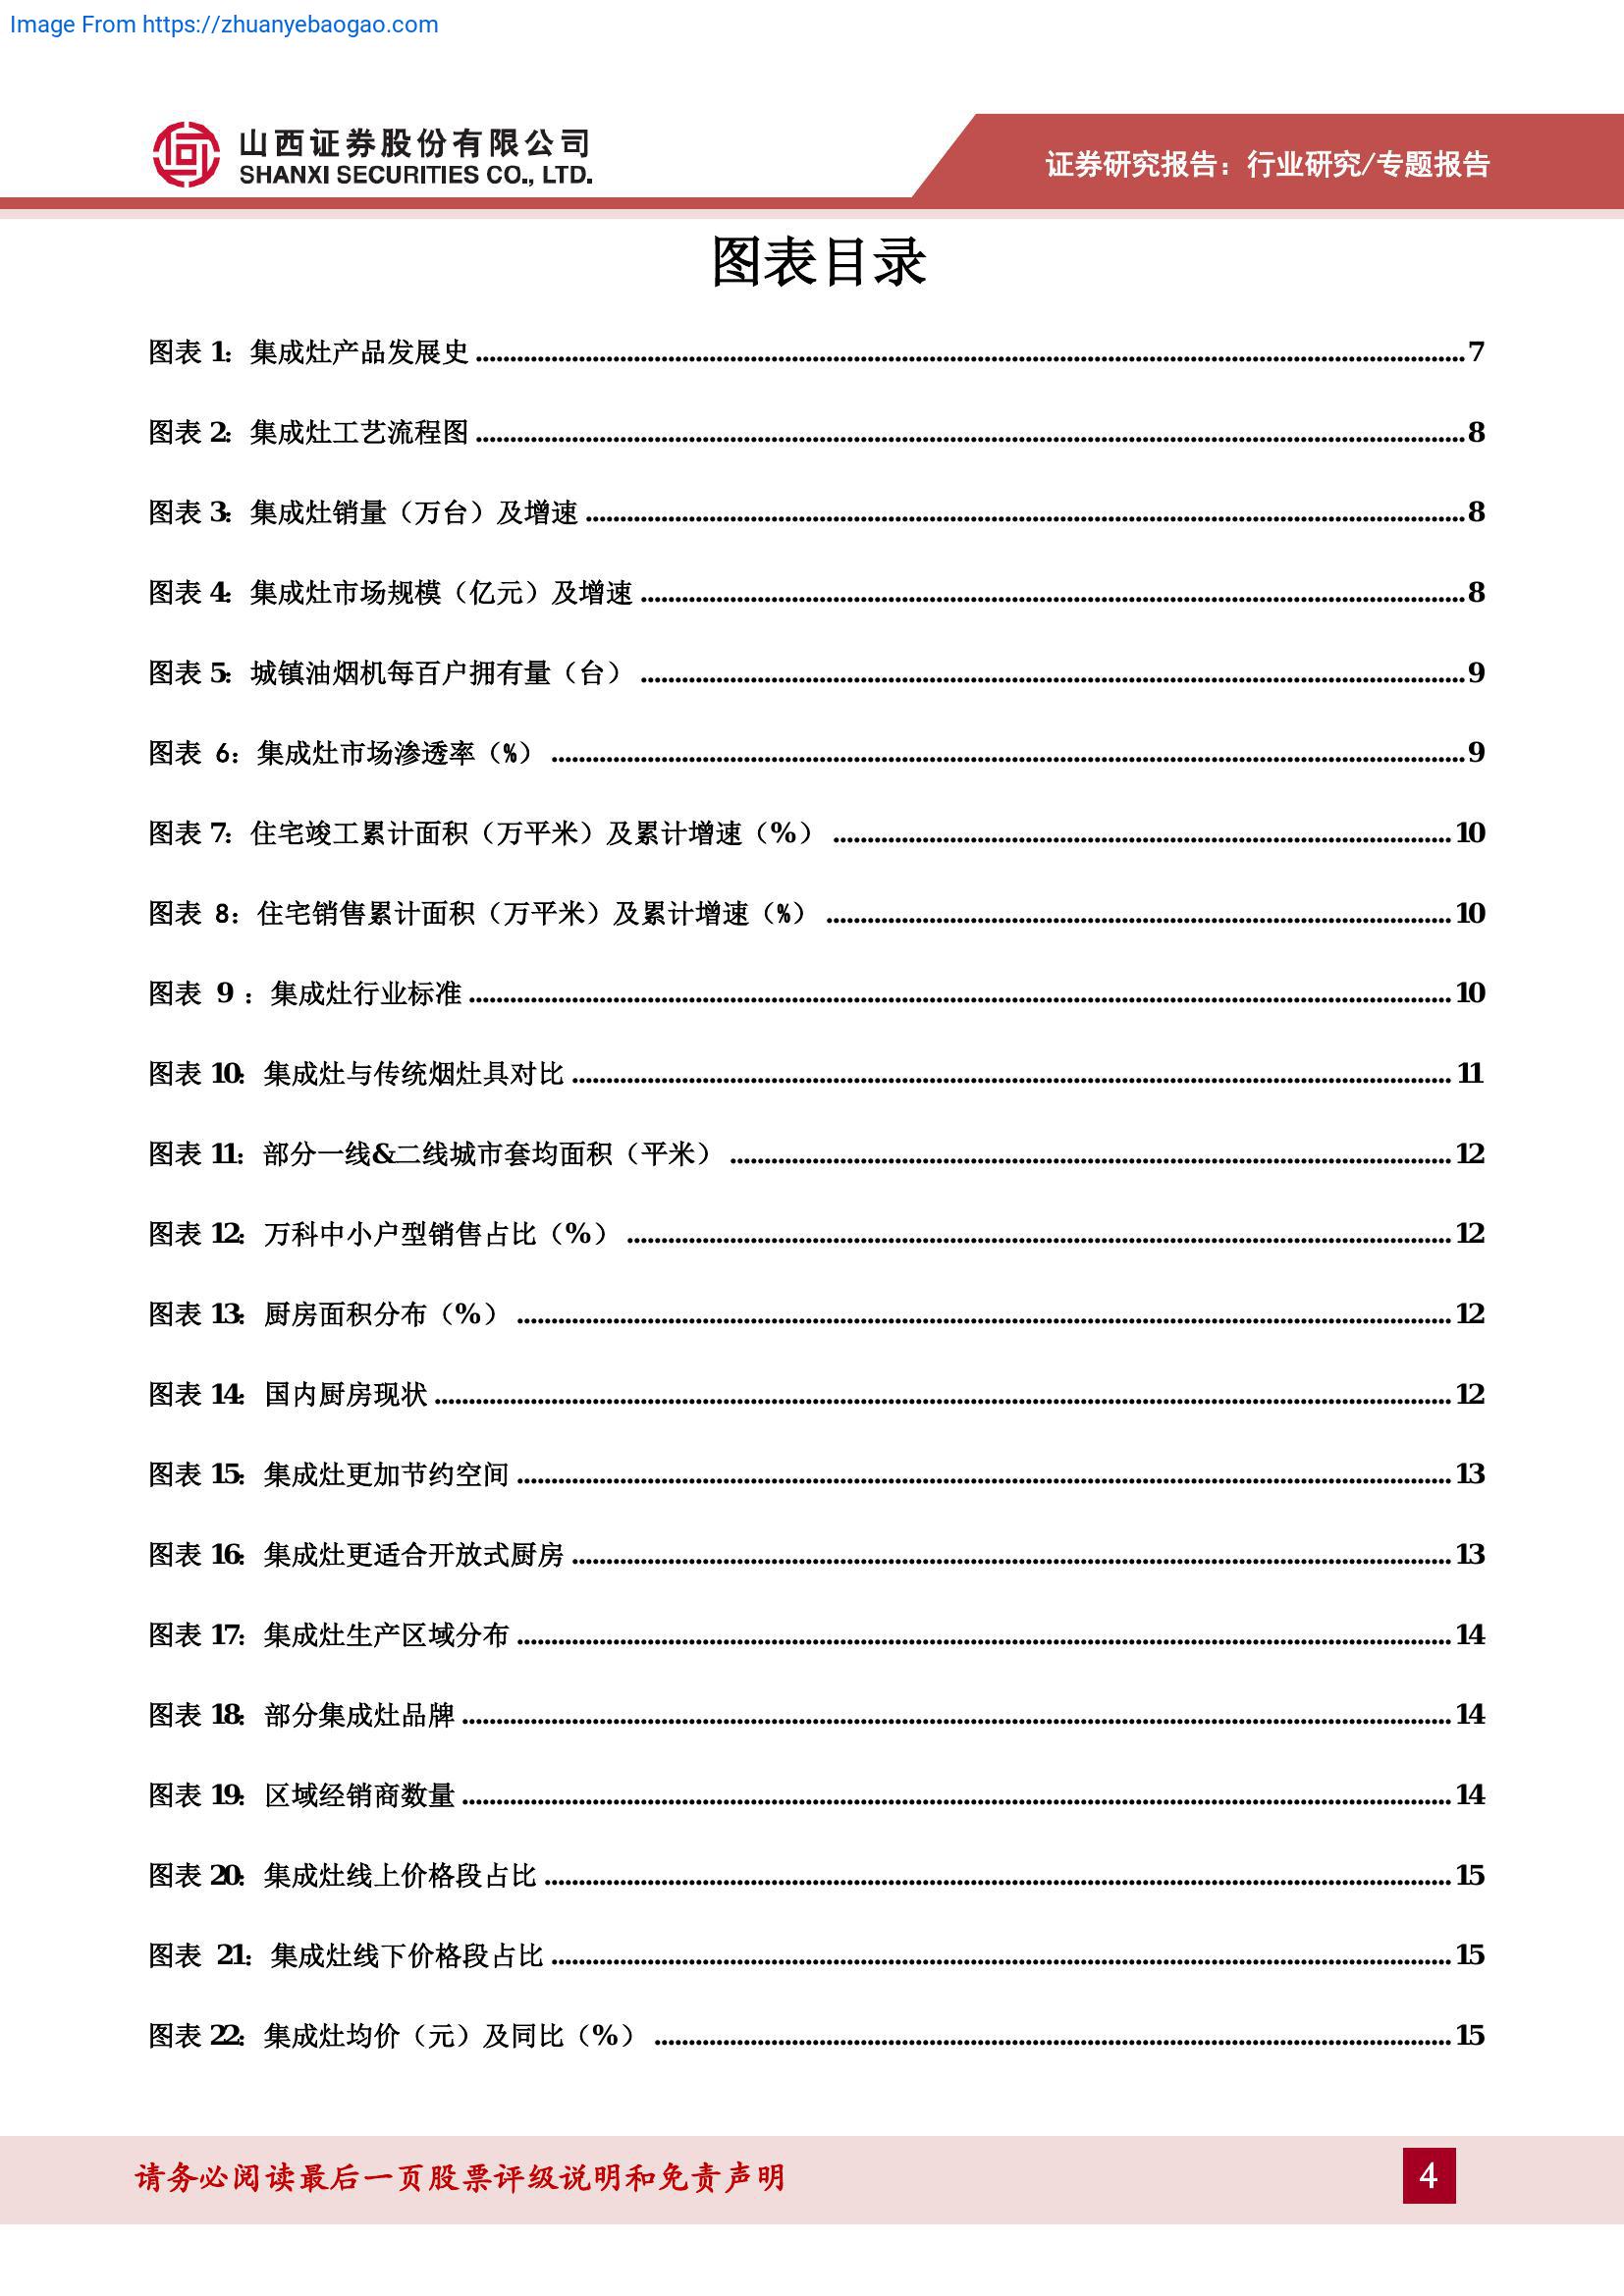 Image From https://zhuanyebaogao.com
山西证券股份有限公司
SHANXI SECURITIES CO., LTD.
证券研究报告：行业研究/专题报告
图表目录
图表 1：集成灶产品发展史 7
图表 2：集成灶工艺流程图 8
图表 3：集成灶销量（万台）及增速 8
图表 4：集成灶市场规模（亿元）及增速 8
图表 5：城镇油烟机每百户拥有量（台） 9
图表 6：集成灶市场渗透率（%） 9
图表 7：住宅竣工累计面积（万平米）及累计增速（%） 10
图表 8：住宅销售累计面积（万平米）及累计增速（%） 10
图表 9 ：集成灶行业标准 10
图表 10：集成灶与传统烟灶具对比 11
图表 11：部分一线&二线城市套均面积（平米） 12
图表 12：万科中小户型销售占比（%） 12
图表 13：厨房面积分布（%） 12
图表 14：国内厨房现状 12
图表 15：集成灶更加节约空间 13
图表 16：集成灶更适合开放式厨房 13
图表 17：集成灶生产区域分布 14
图表 18：部分集成灶品牌 14
图表 19：区域经销商数量 14
图表 20：集成灶线上价格段占比 15
图表 21：集成灶线下价格段占比 15
图表 22：集成灶均价（元）及同比（%） 15
请务必阅读最后一页股票评级说明和免责声明
4